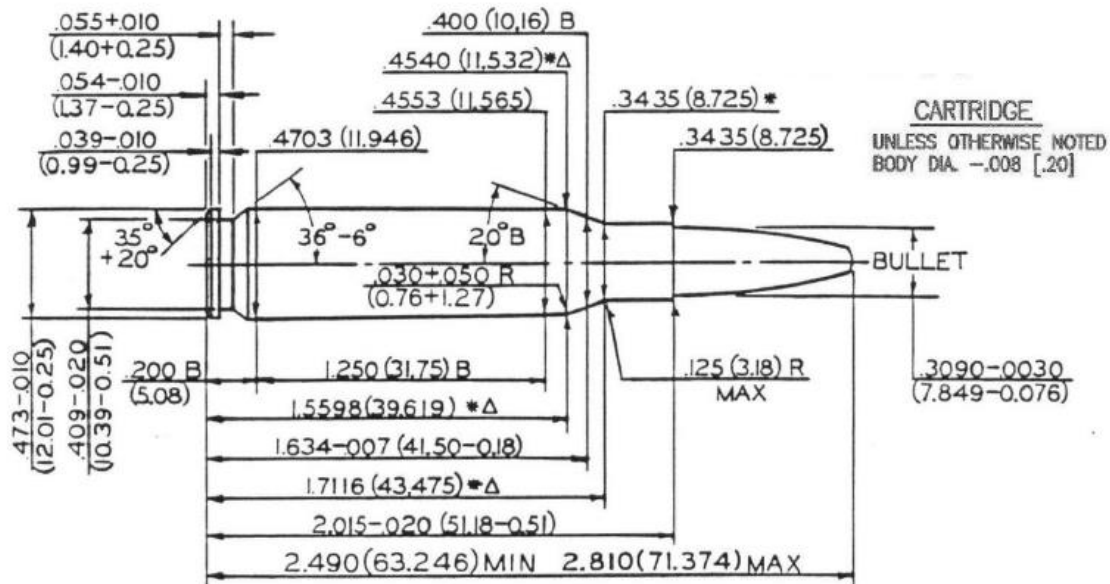 .055+.010
(1.40+0.25)
.054-.010
(1.37-0.25)
.039-.010
(0.99-0.25)
.4703 (11.946)
.400 (10,16) B
.4540 (11,532)*Δ
.4553 (11,565)
.3435 (8.725)*
.3435 (8.725)
CARTRIDGE
UNLESS OTHERWISE NOTED
BODY DIA. -.008 [.20]
35°
+20°
36°-6°
20°B
.030+.050 R
(0.76+1.27)
BULLET
.473-.010
(12.01-0.25)
.409-.020
(10.39-0.51)
.200 B
(5.08)
1.250 (31,75) B
.125 (3.18) R
MAX
.3090-.0030
(7.849-0.076)
1.5598(39.619) *Δ
1.634-.007 (41,50-0.18)
1.7116 (43,475)*Δ
2.015-.020 (51.18-0.51)
2.490(63.246)MIN 2.810(71.374)MAX